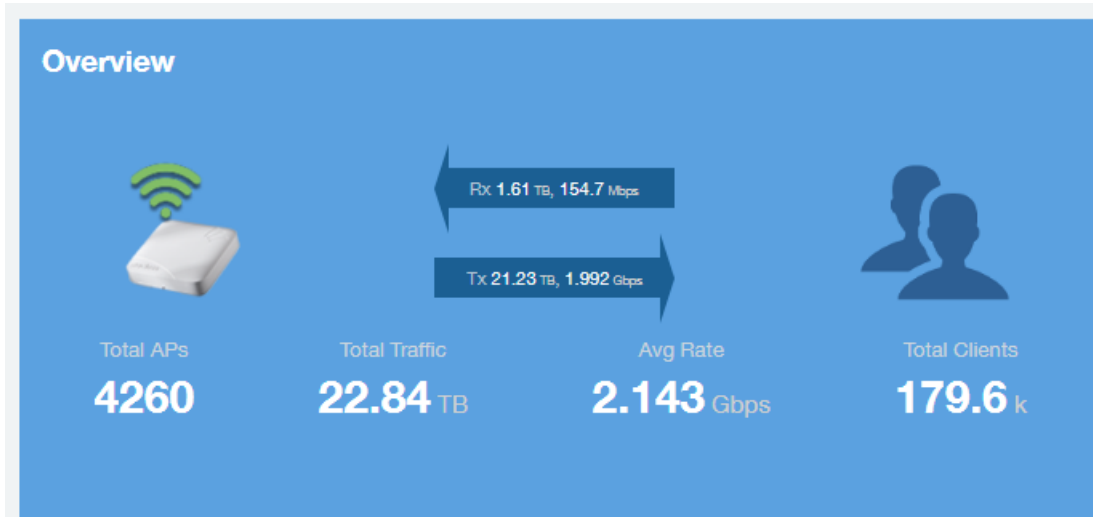 Overview
Rx 1.61 TB, 154.7 Mbps
Tx 21.23 TB, 1.992 Gbps
Total APs
4260
Total Traffic
22.84 TB
Avg Rate
2.143 Gbps
Total Clients
179.6 k